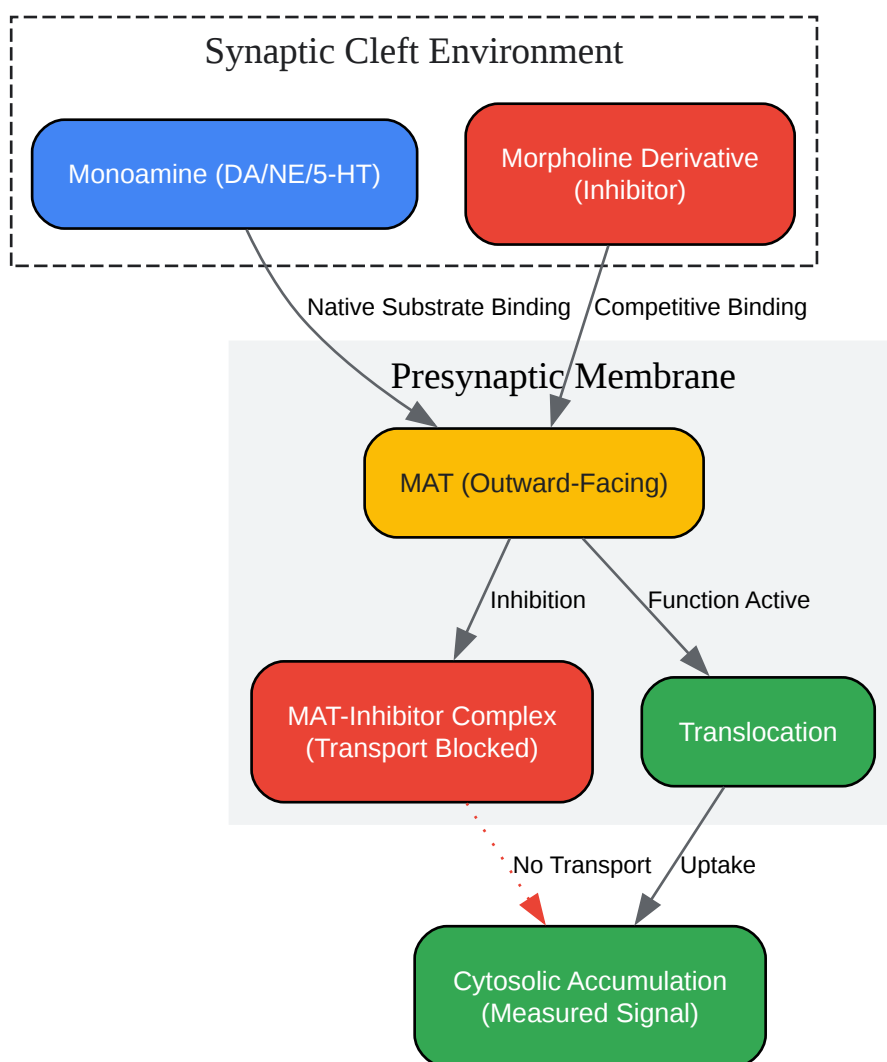 Synaptic Cleft Environment
Monoamine (DA/NE/5-HT)
Morpholine Derivative
(Inhibitor)
Native Substrate Binding
Competitive Binding
Presynaptic Membrane
MAT (Outward-Facing)
Inhibition
Function Active
MAT-Inhibitor Complex
(Transport Blocked)
Translocation
No Transport
Uptake
Cytosolic Accumulation
(Measured Signal)